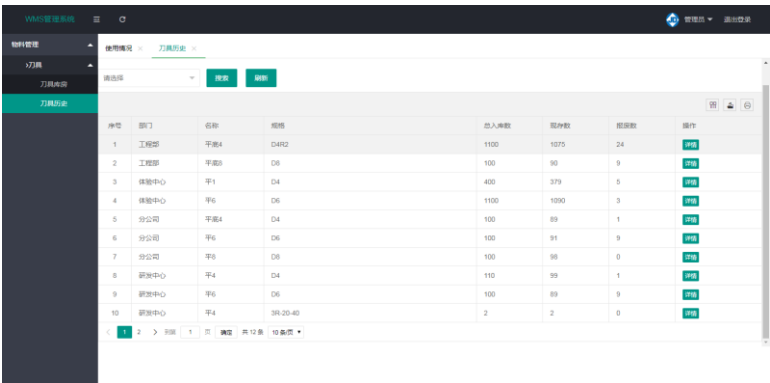 WMS管理系统 管理员 退出登录
物料管理 使用情况 × 刀具历史 ×
刀具
刀具库房 请选择 搜索 刷新
刀具历史
序号 部门 名称 规格 总入库数 现存数 报废数 操作
1 工程部 平底4 D4R2 1100 1075 24 详情
2 工程部 平底8 D8 100 90 9 详情
3 体验中心 平1 D4 400 379 5 详情
4 体验中心 平6 D6 1100 1090 3 详情
5 分公司 平底4 D4 100 89 1 详情
6 分公司 平6 D6 100 91 9 详情
7 分公司 平8 D8 100 98 0 详情
8 研发中心 平4 D4 110 99 1 详情
9 研发中心 平6 D6 100 89 9 详情
10 研发中心 平4 3R-20-40 2 2 0 详情
1 2 到第 1 页 确定 共 12 条 10 条/页